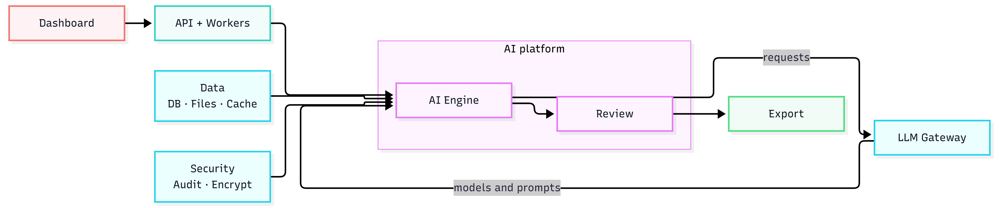 Dashboard
API + Workers
Data
DB · Files · Cache
Security
Audit · Encrypt
AI platform
AI Engine
Review
requests
Export
LLM Gateway
models and prompts